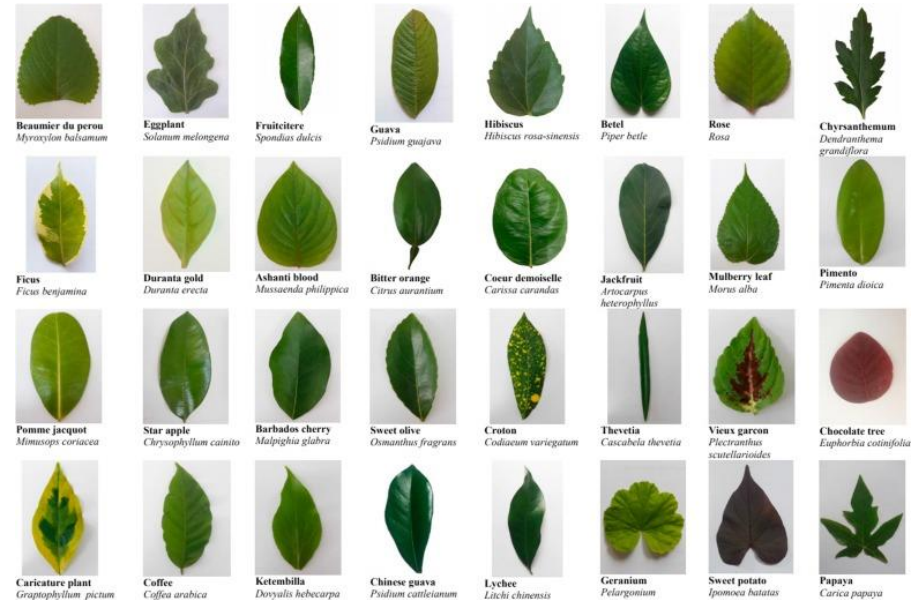 Beaumier du perou
Myroxylon balsamum
Eggplant
Solanum melongena
Fruitcitere
Spondias dulcis
Guava
Psidium guajava
Hibiscus
Hibiscus rosa-sinensis
Betel
Piper betle
Rose
Rosa
Chyrsanthemum
Dendranthema
grandiflora
Ficus
Ficus benjamina
Duranta gold
Duranta erecta
Ashanti blood
Mussaenda philippica
Bitter orange
Citrus aurantium
Coeur demoiselle
Carissa carandas
Jackfruit
Artocarpus
heterophyllus
Mulberry leaf
Morus alba
Pimento
Pimenta dioica
Pomme jacquot
Mimusops coriacea
Star apple
Chrysophyllum cainito
Barbados cherry
Malpighia glabra
Sweet olive
Osmanthus fragrans
Croton
Codiaeum variegatum
Thevetia
Cascabela thevetia
Vieux garcon
Plectranthus
scutellarioides
Chocolate tree
Euphorbia cotinifolia
Caricature plant
Graptophyllum pictum
Coffee
Coffea arabica
Ketembilla
Dovyalis hebecarpa
Chinese guava
Psidium cattleianum
Lychee
Litchi chinensis
Geranium
Pelargonium
Sweet potato
Ipomoea batatas
Papaya
Carica papaya